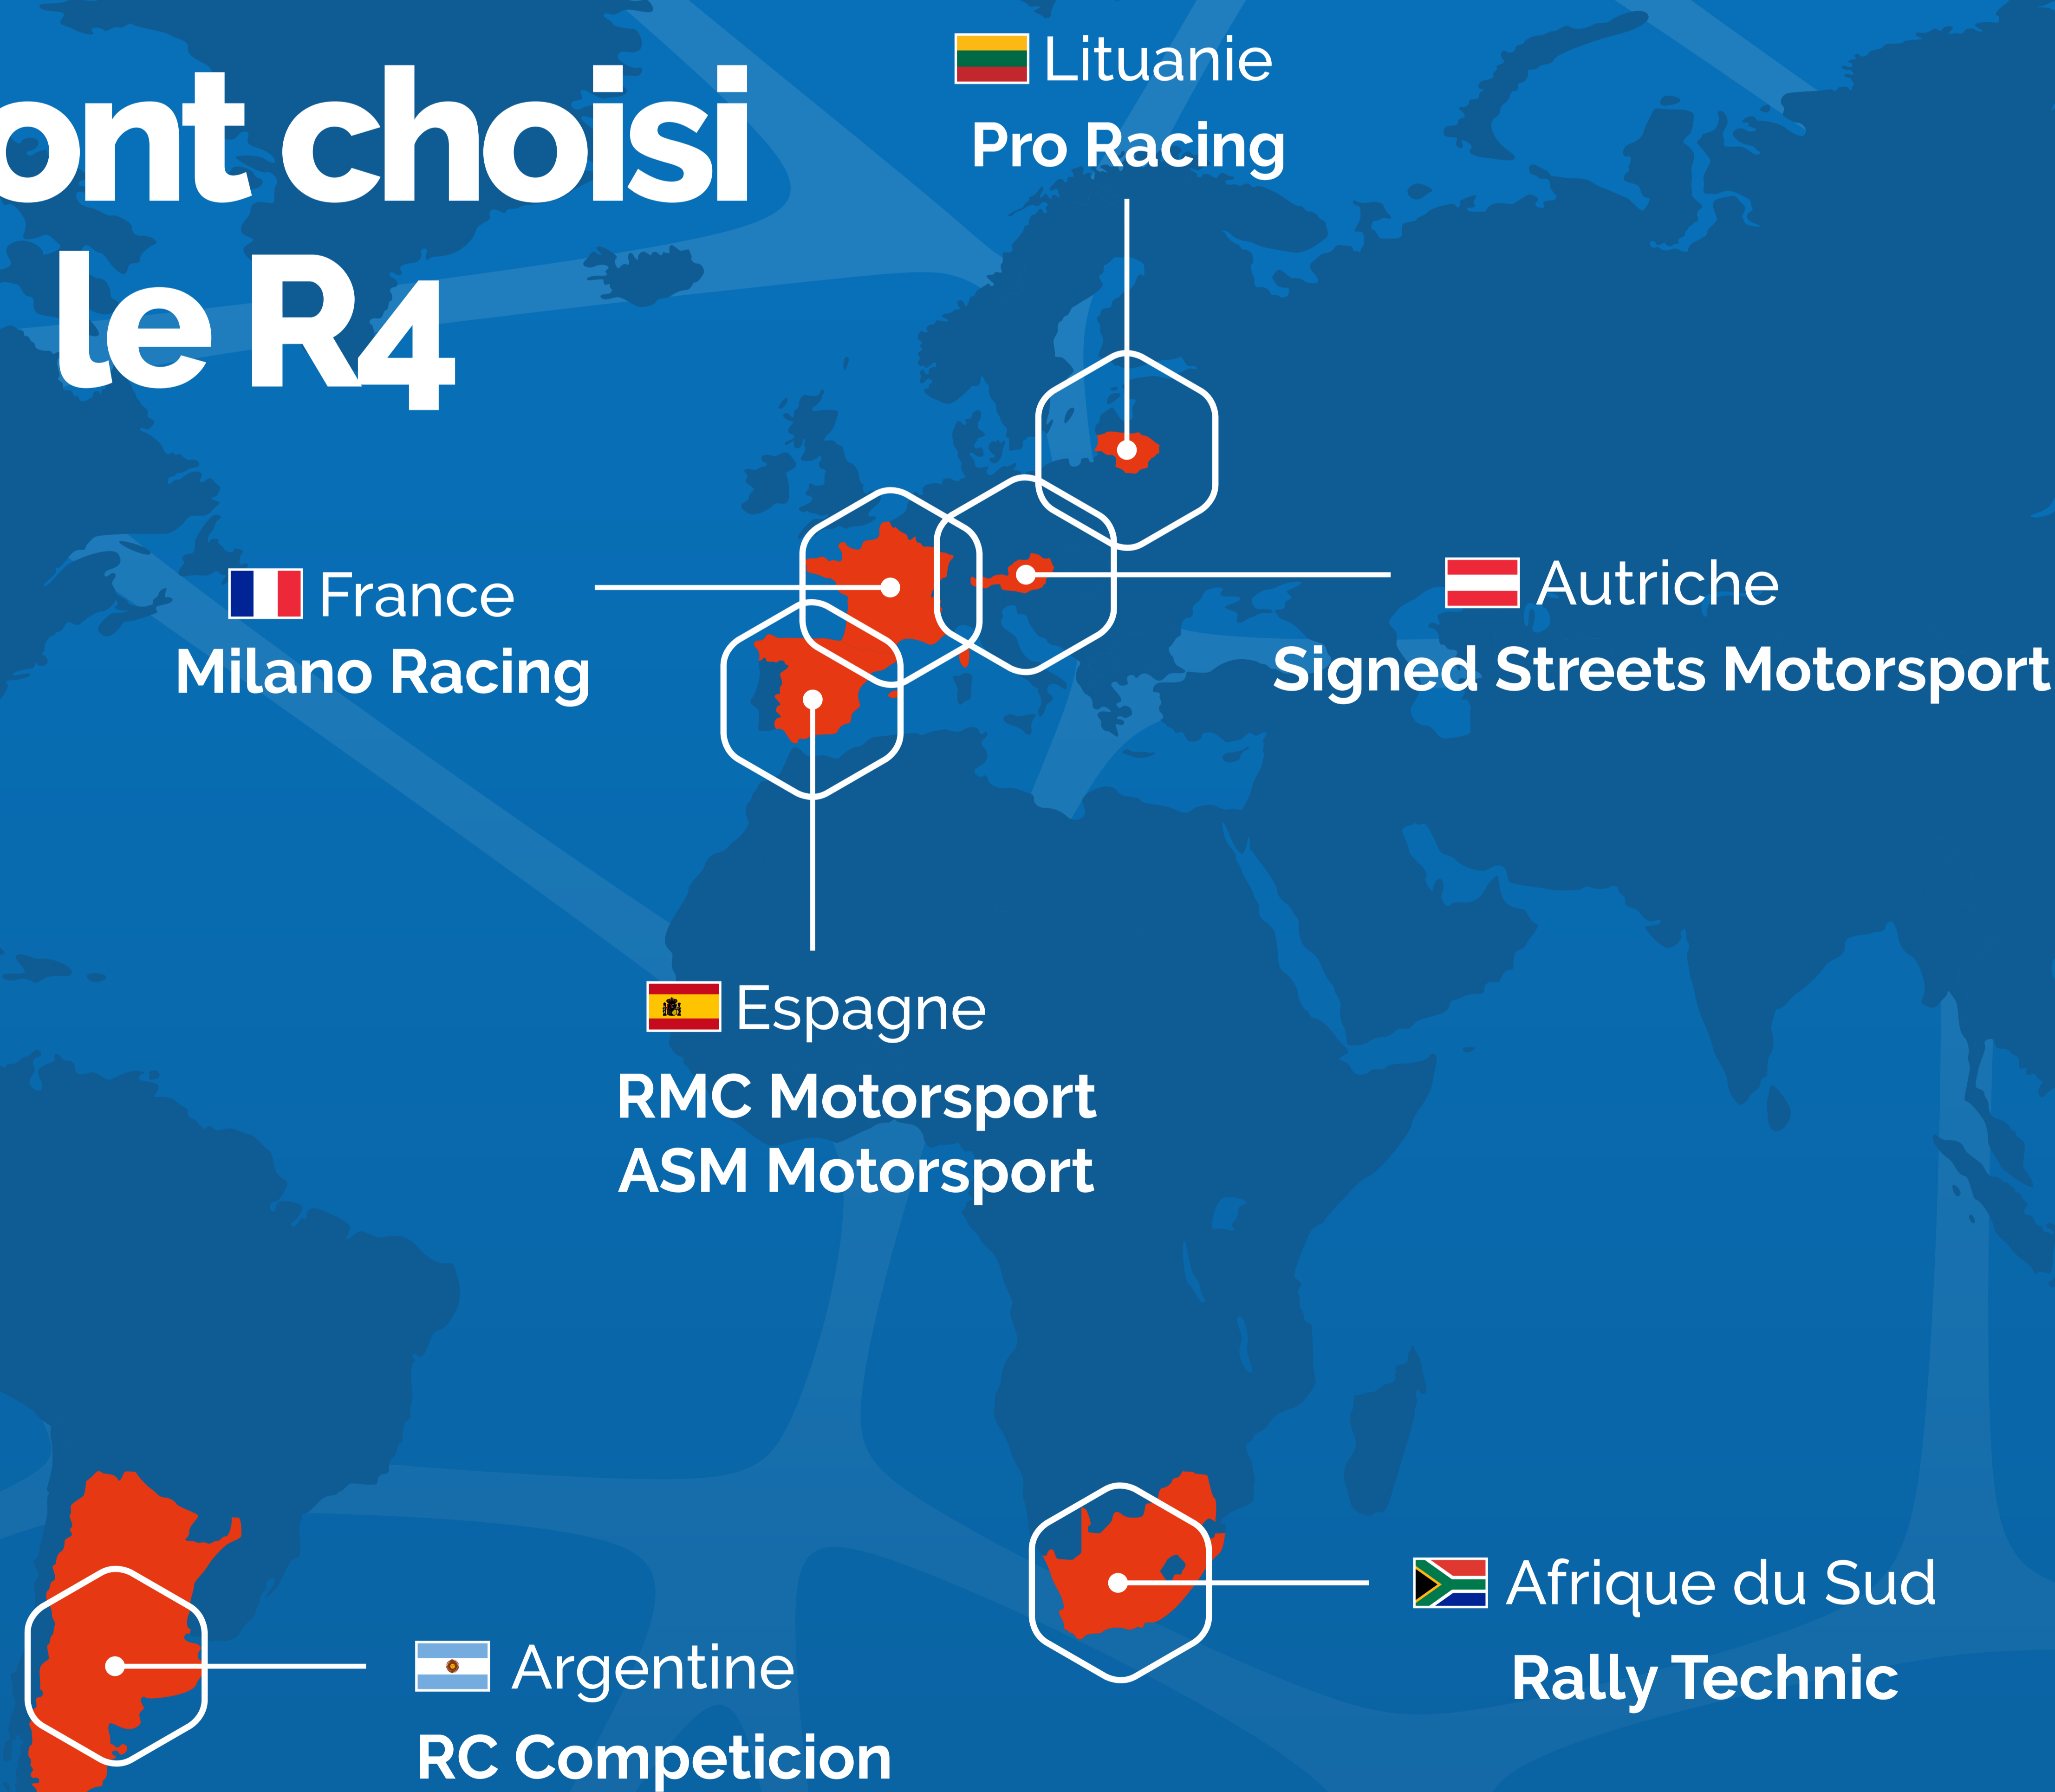 ont choisi
le R4
Lituanie
Pro Racing
France
Milano Racing
Autriche
Signed Streets Motorsport
Espagne
RMC Motorsport
ASM Motorsport
Afrique du Sud
Rally Technic
Argentine
RC Competicion